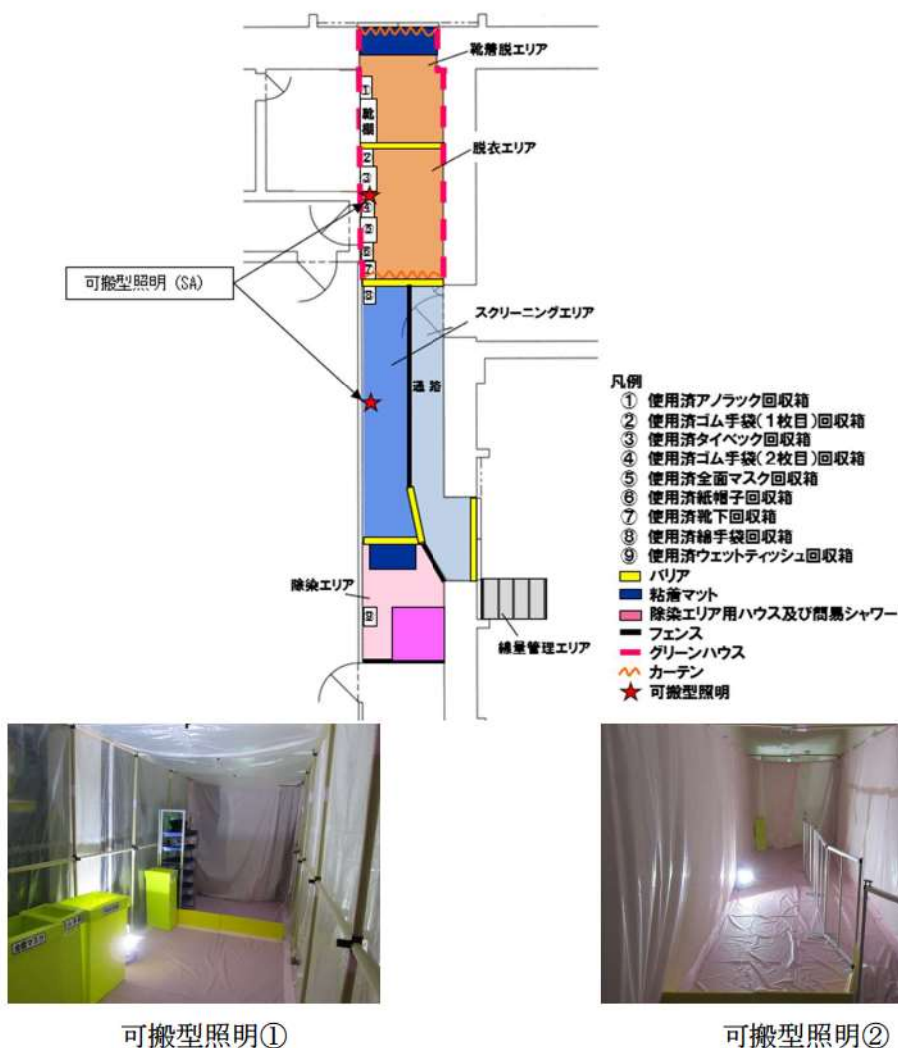 靴着脱エリア
①
靴棚
脱衣エリア
②
③
④
⑤
⑥
⑦
可搬型照明 (SA)
⑧
スクリーニングエリア
通路
除染エリア
⑨
線量管理エリア
凡例
① 使用済アノラック回収箱
② 使用済ゴム手袋(1枚目)回収箱
③ 使用済タイベック回収箱
④ 使用済ゴム手袋(2枚目)回収箱
⑤ 使用済全面マスク回収箱
⑥ 使用済紙帽子回収箱
⑦ 使用済靴下回収箱
⑧ 使用済綿手袋回収箱
⑨ 使用済ウェットティッシュ回収箱
バリア
粘着マット
除染エリア用ハウス及び簡易シャワー
フェンス
グリーンハウス
カーテン
可搬型照明
全面マスク
可搬型照明①
可搬型照明②